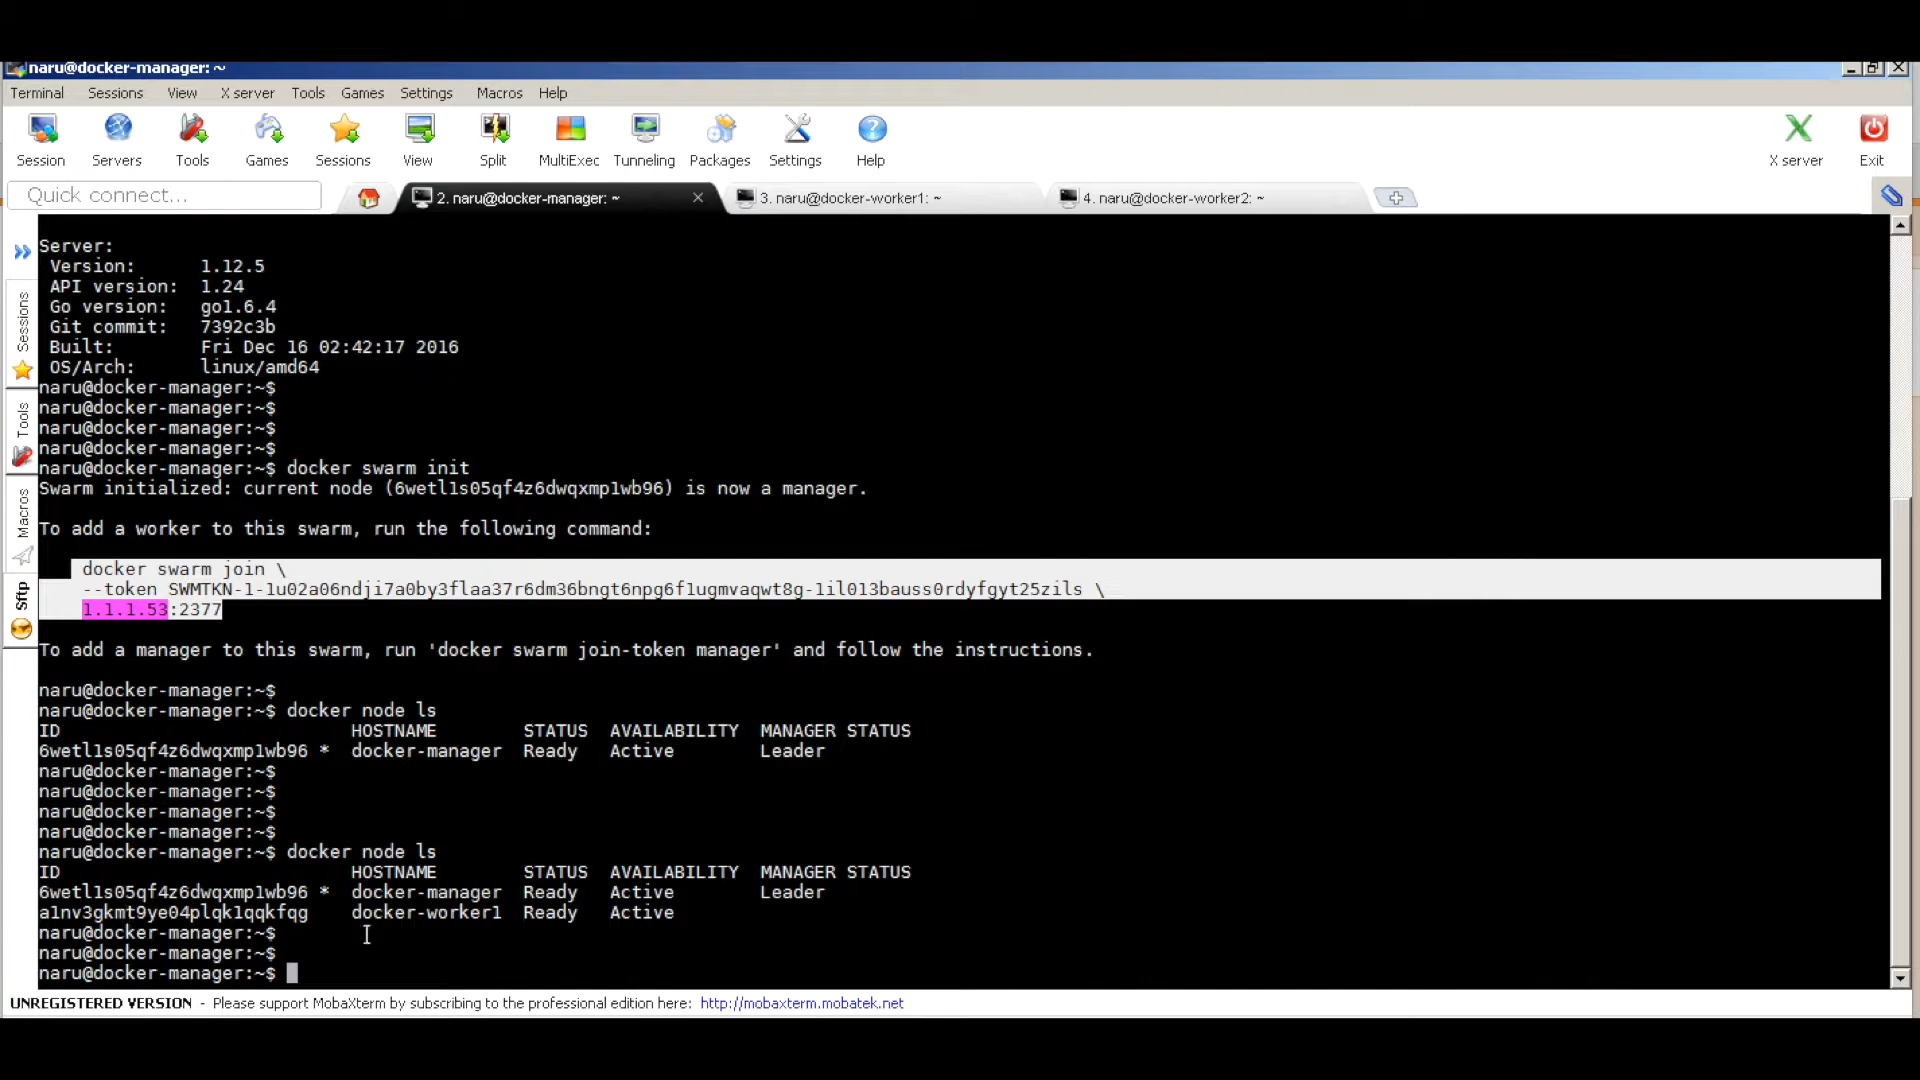 naru@docker-manager: ~
Terminal Sessions View X server Tools Games Settings Macros Help
Session Servers Tools Games Sessions View Split MultiExec Tunneling Packages Settings Help X server Exit
Quick connect... 2. naru@docker-manager: ~ 3. naru@docker-worker1: ~ 4. naru@docker-worker2: ~
Sessions
Tools
Macros
Sftp
Server:
Version: 1.12.5
API version: 1.24
Go version: go1.6.4
Git commit: 7392c3b
Built: Fri Dec 16 02:42:17 2016
OS/Arch: linux/amd64
naru@docker-manager:~$
naru@docker-manager:~$
naru@docker-manager:~$
naru@docker-manager:~$
naru@docker-manager:~$ docker swarm init
Swarm initialized: current node (6wetl1s05qf4z6dwqxmp1wb96) is now a manager.
To add a worker to this swarm, run the following command:
docker swarm join \
--token SWMTKN-1-1u02a06ndji7a0by3flaa37r6dm36bngt6npg6f1ugmvaqwt8g-1il013bauss0rdyfgyt25zils \
1.1.1.53:2377
To add a manager to this swarm, run 'docker swarm join-token manager' and follow the instructions.
naru@docker-manager:~$
naru@docker-manager:~$ docker node ls
ID HOSTNAME STATUS AVAILABILITY MANAGER STATUS
6wetl1s05qf4z6dwqxmp1wb96 * docker-manager Ready Active Leader
naru@docker-manager:~$
naru@docker-manager:~$
naru@docker-manager:~$
naru@docker-manager:~$
naru@docker-manager:~$ docker node ls
ID HOSTNAME STATUS AVAILABILITY MANAGER STATUS
6wetl1s05qf4z6dwqxmp1wb96 * docker-manager Ready Active Leader
a1nv3gkmt9ye04plqk1qqkfqg docker-worker1 Ready Active
naru@docker-manager:~$
naru@docker-manager:~$
naru@docker-manager:~$
UNREGISTERED VERSION - Please support MobaXterm by subscribing to the professional edition here: http://mobaxterm.mobatek.net